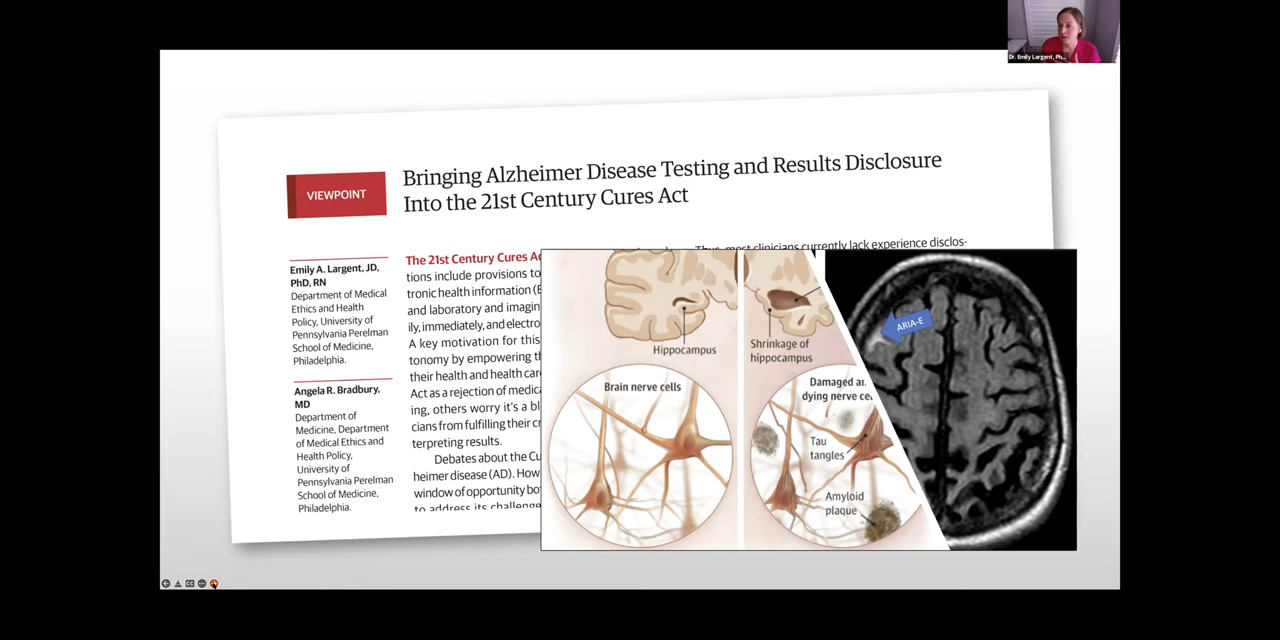 Dr. Emily Largent, Ph...
VIEWPOINT
Bringing Alzheimer Disease Testing and Results Disclosure
Into the 21st Century Cures Act
Emily A. Largent, JD,
PhD, RN
Department of Medical
Ethics and Health
Policy, University of
Pennsylvania Perelman
School of Medicine,
Philadelphia.
Angela R. Bradbury,
MD
Department of
Medicine, Department
of Medical Ethics and
Health Policy,
University of
Pennsylvania Perelman
School of Medicine,
Philadelphia.
The 21st Century Cures Ac
tions include provisions to
tronic health information (E
and laboratory and imagin
ily, immediately, and electro
A key motivation for this
tonomy by empowering th
their health and health car
Act as a rejection of medica
ing, others worry it's a bl
cians from fulfilling their cr
terpreting results.
Debates about the Cu
heimer disease (AD). How
window of opportunity bo
to address its challenge
Thus, most clinicians currently lack experience disclos-
Hippocampus
Shrinkage of
hippocampus
Brain nerve cells
Damaged an
dying nerve cel
Tau
tangles
Amyloid
plaque
ARIA-E